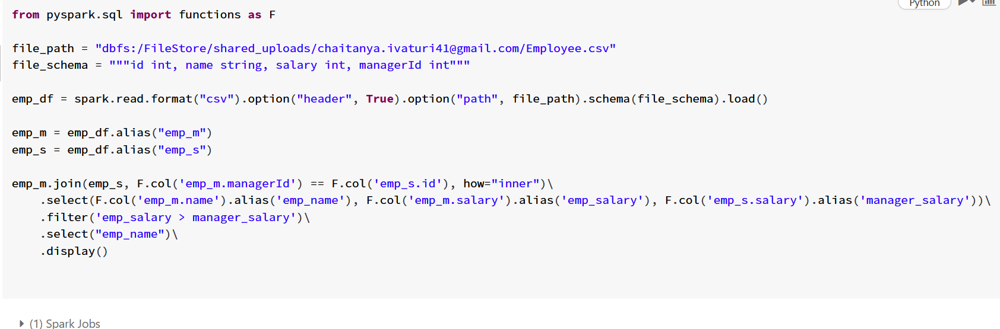 Python
from pyspark.sql import functions as F
file_path = "dbfs:/FileStore/shared_uploads/chaitanya.ivaturi41@gmail.com/Employee.csv"
file_schema = """id int, name string, salary int, managerId int"""
emp_df = spark.read.format("csv").option("header", True).option("path", file_path).schema(file_schema).load()
emp_m = emp_df.alias("emp_m")
emp_s = emp_df.alias("emp_s")
emp_m.join(emp_s, F.col('emp_m.managerId') == F.col('emp_s.id'), how="inner")\
    .select(F.col('emp_m.name').alias('emp_name'), F.col('emp_m.salary').alias('emp_salary'), F.col('emp_s.salary').alias('manager_salary'))\
    .filter('emp_salary > manager_salary')\
    .select("emp_name")\
    .display()
(1) Spark Jobs